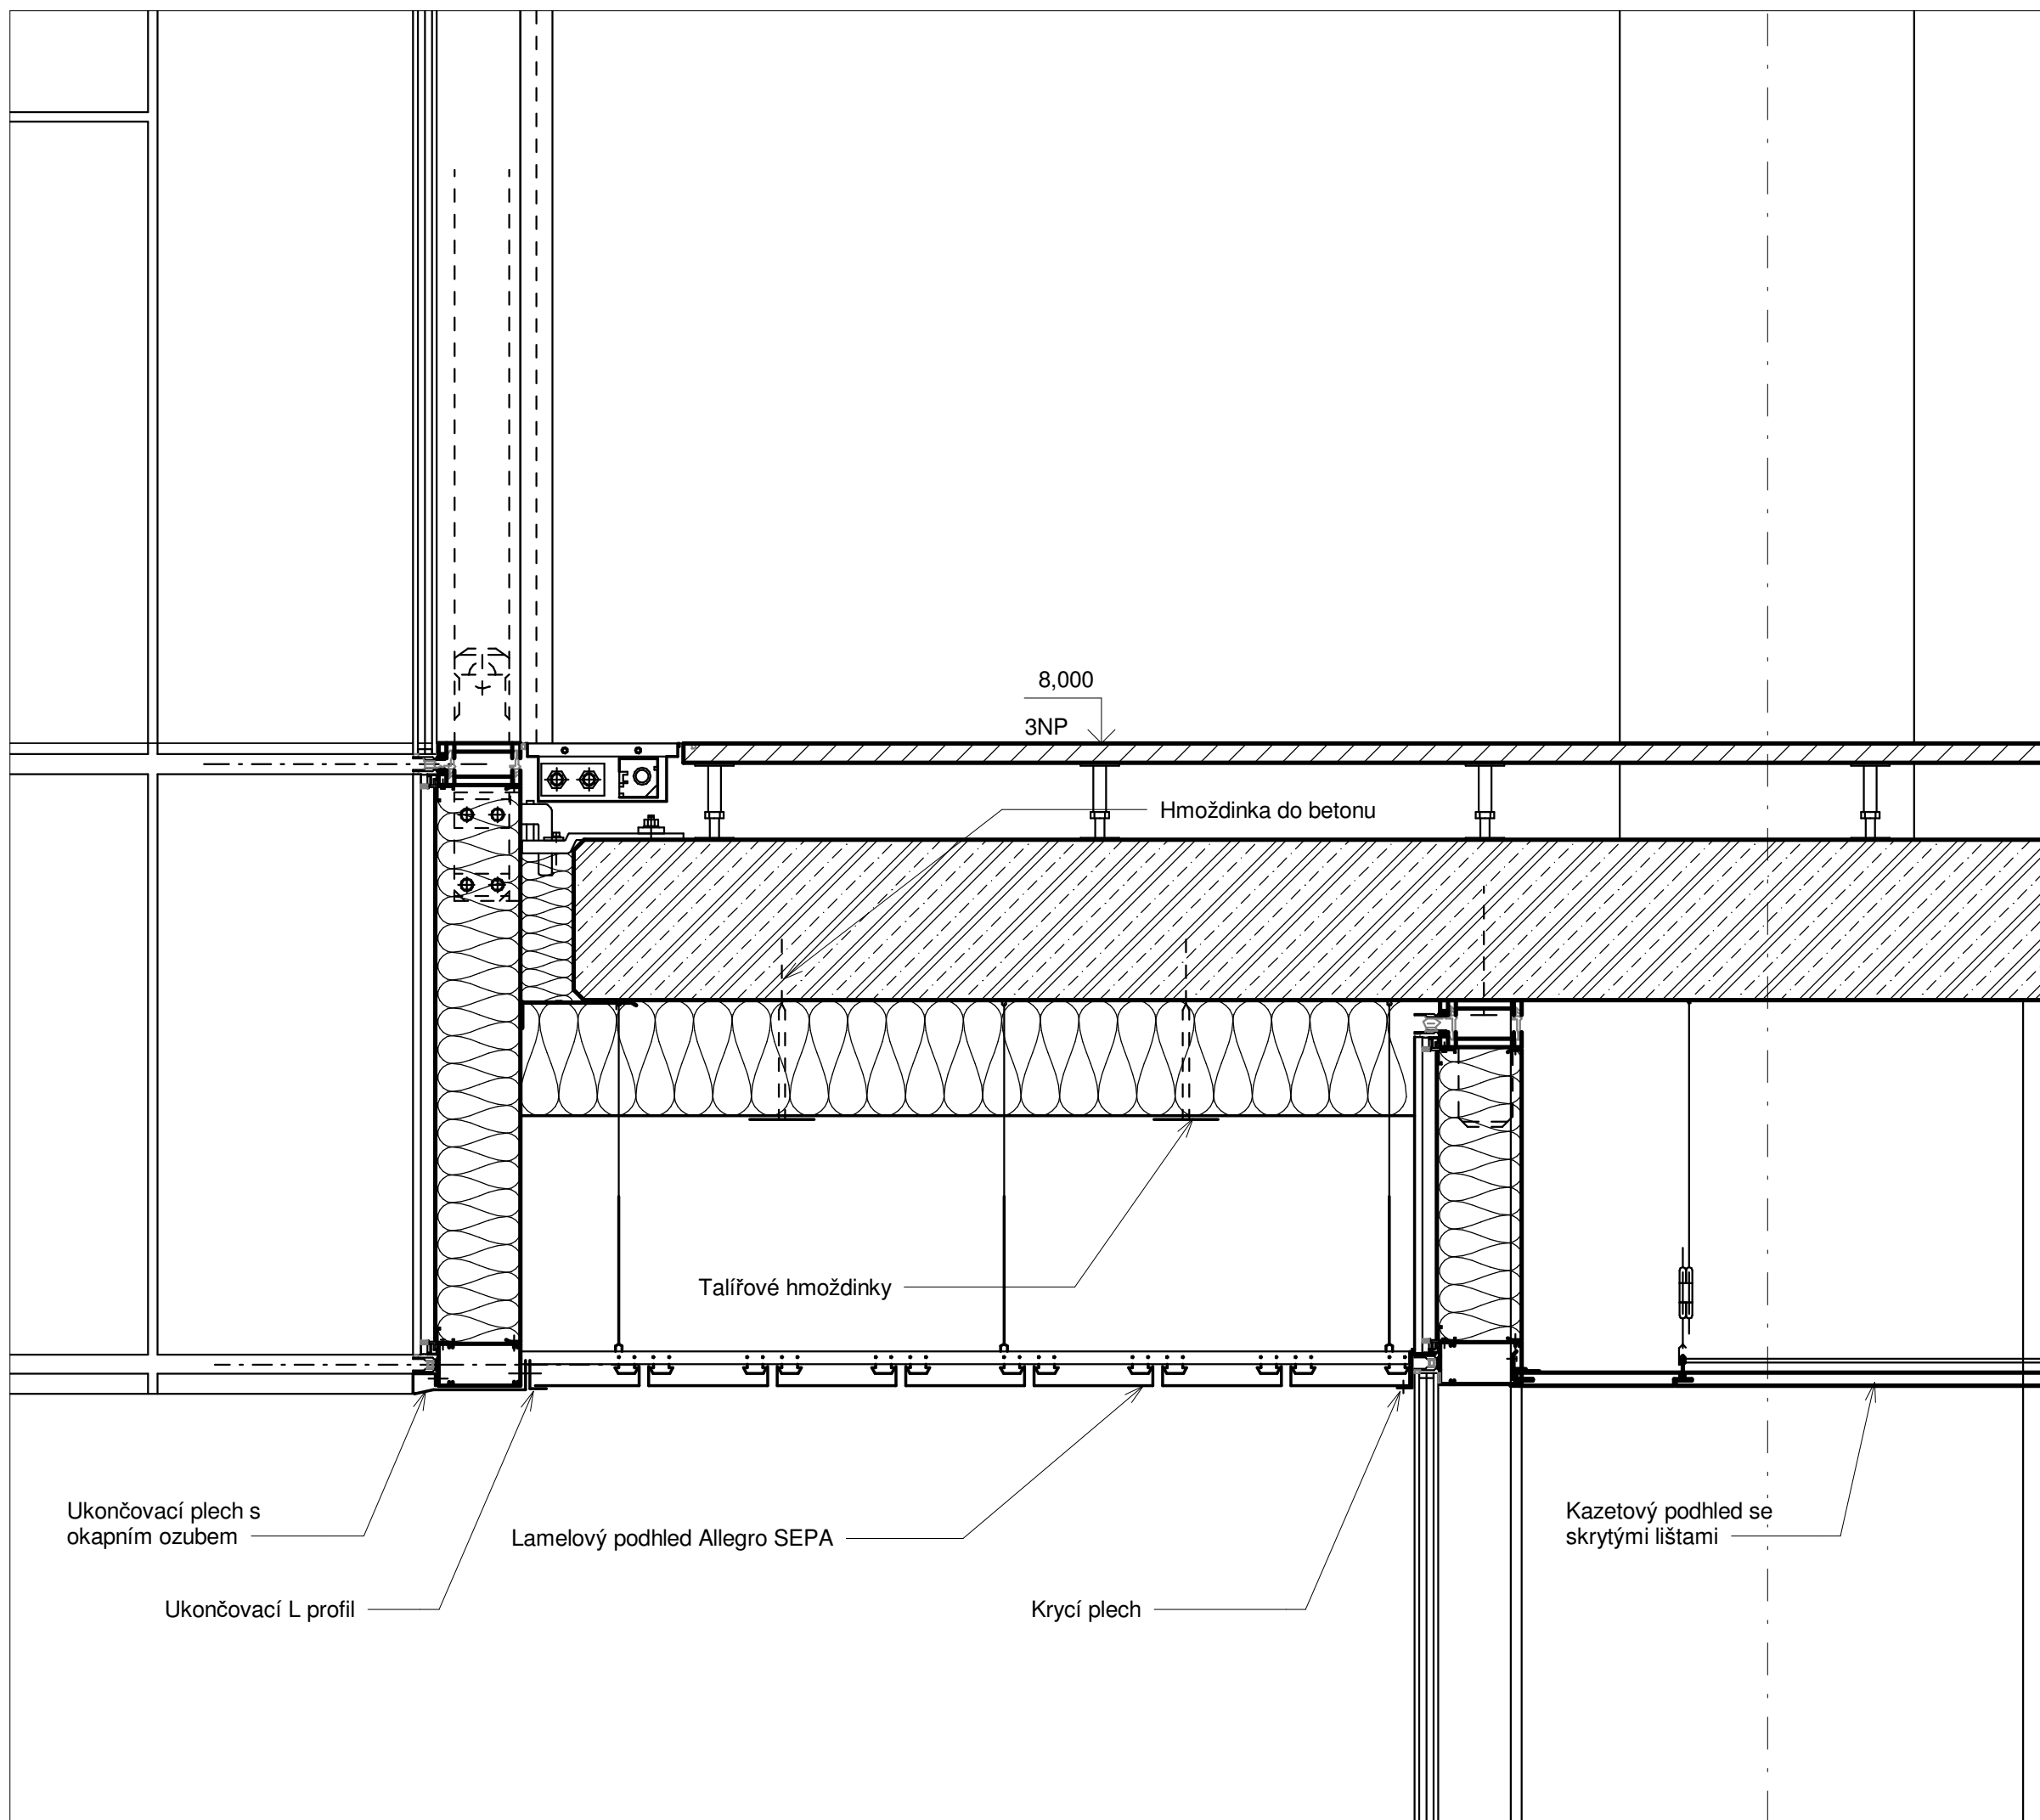 8,000
3NP
Hmoždinka do betonu
Talířové hmoždinky
Ukončovací plech s
okapním ozubem
Lamelový podhled Allegro SEPA
Kazetový podhled se
skrytými lištami
Ukončovací L profil
Krycí plech